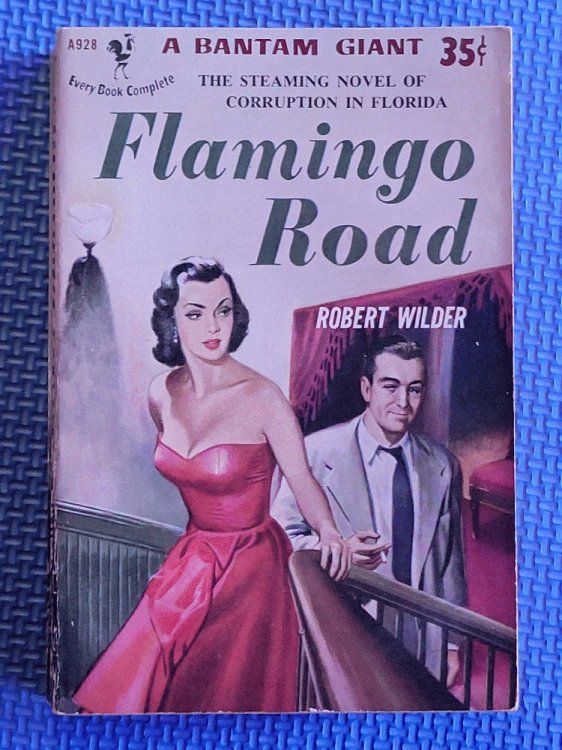 A928
Every Book Complete
A BANTAM GIANT 35¢
THE STEAMING NOVEL OF
CORRUPTION IN FLORIDA
Flamingo
Road
ROBERT WILDER